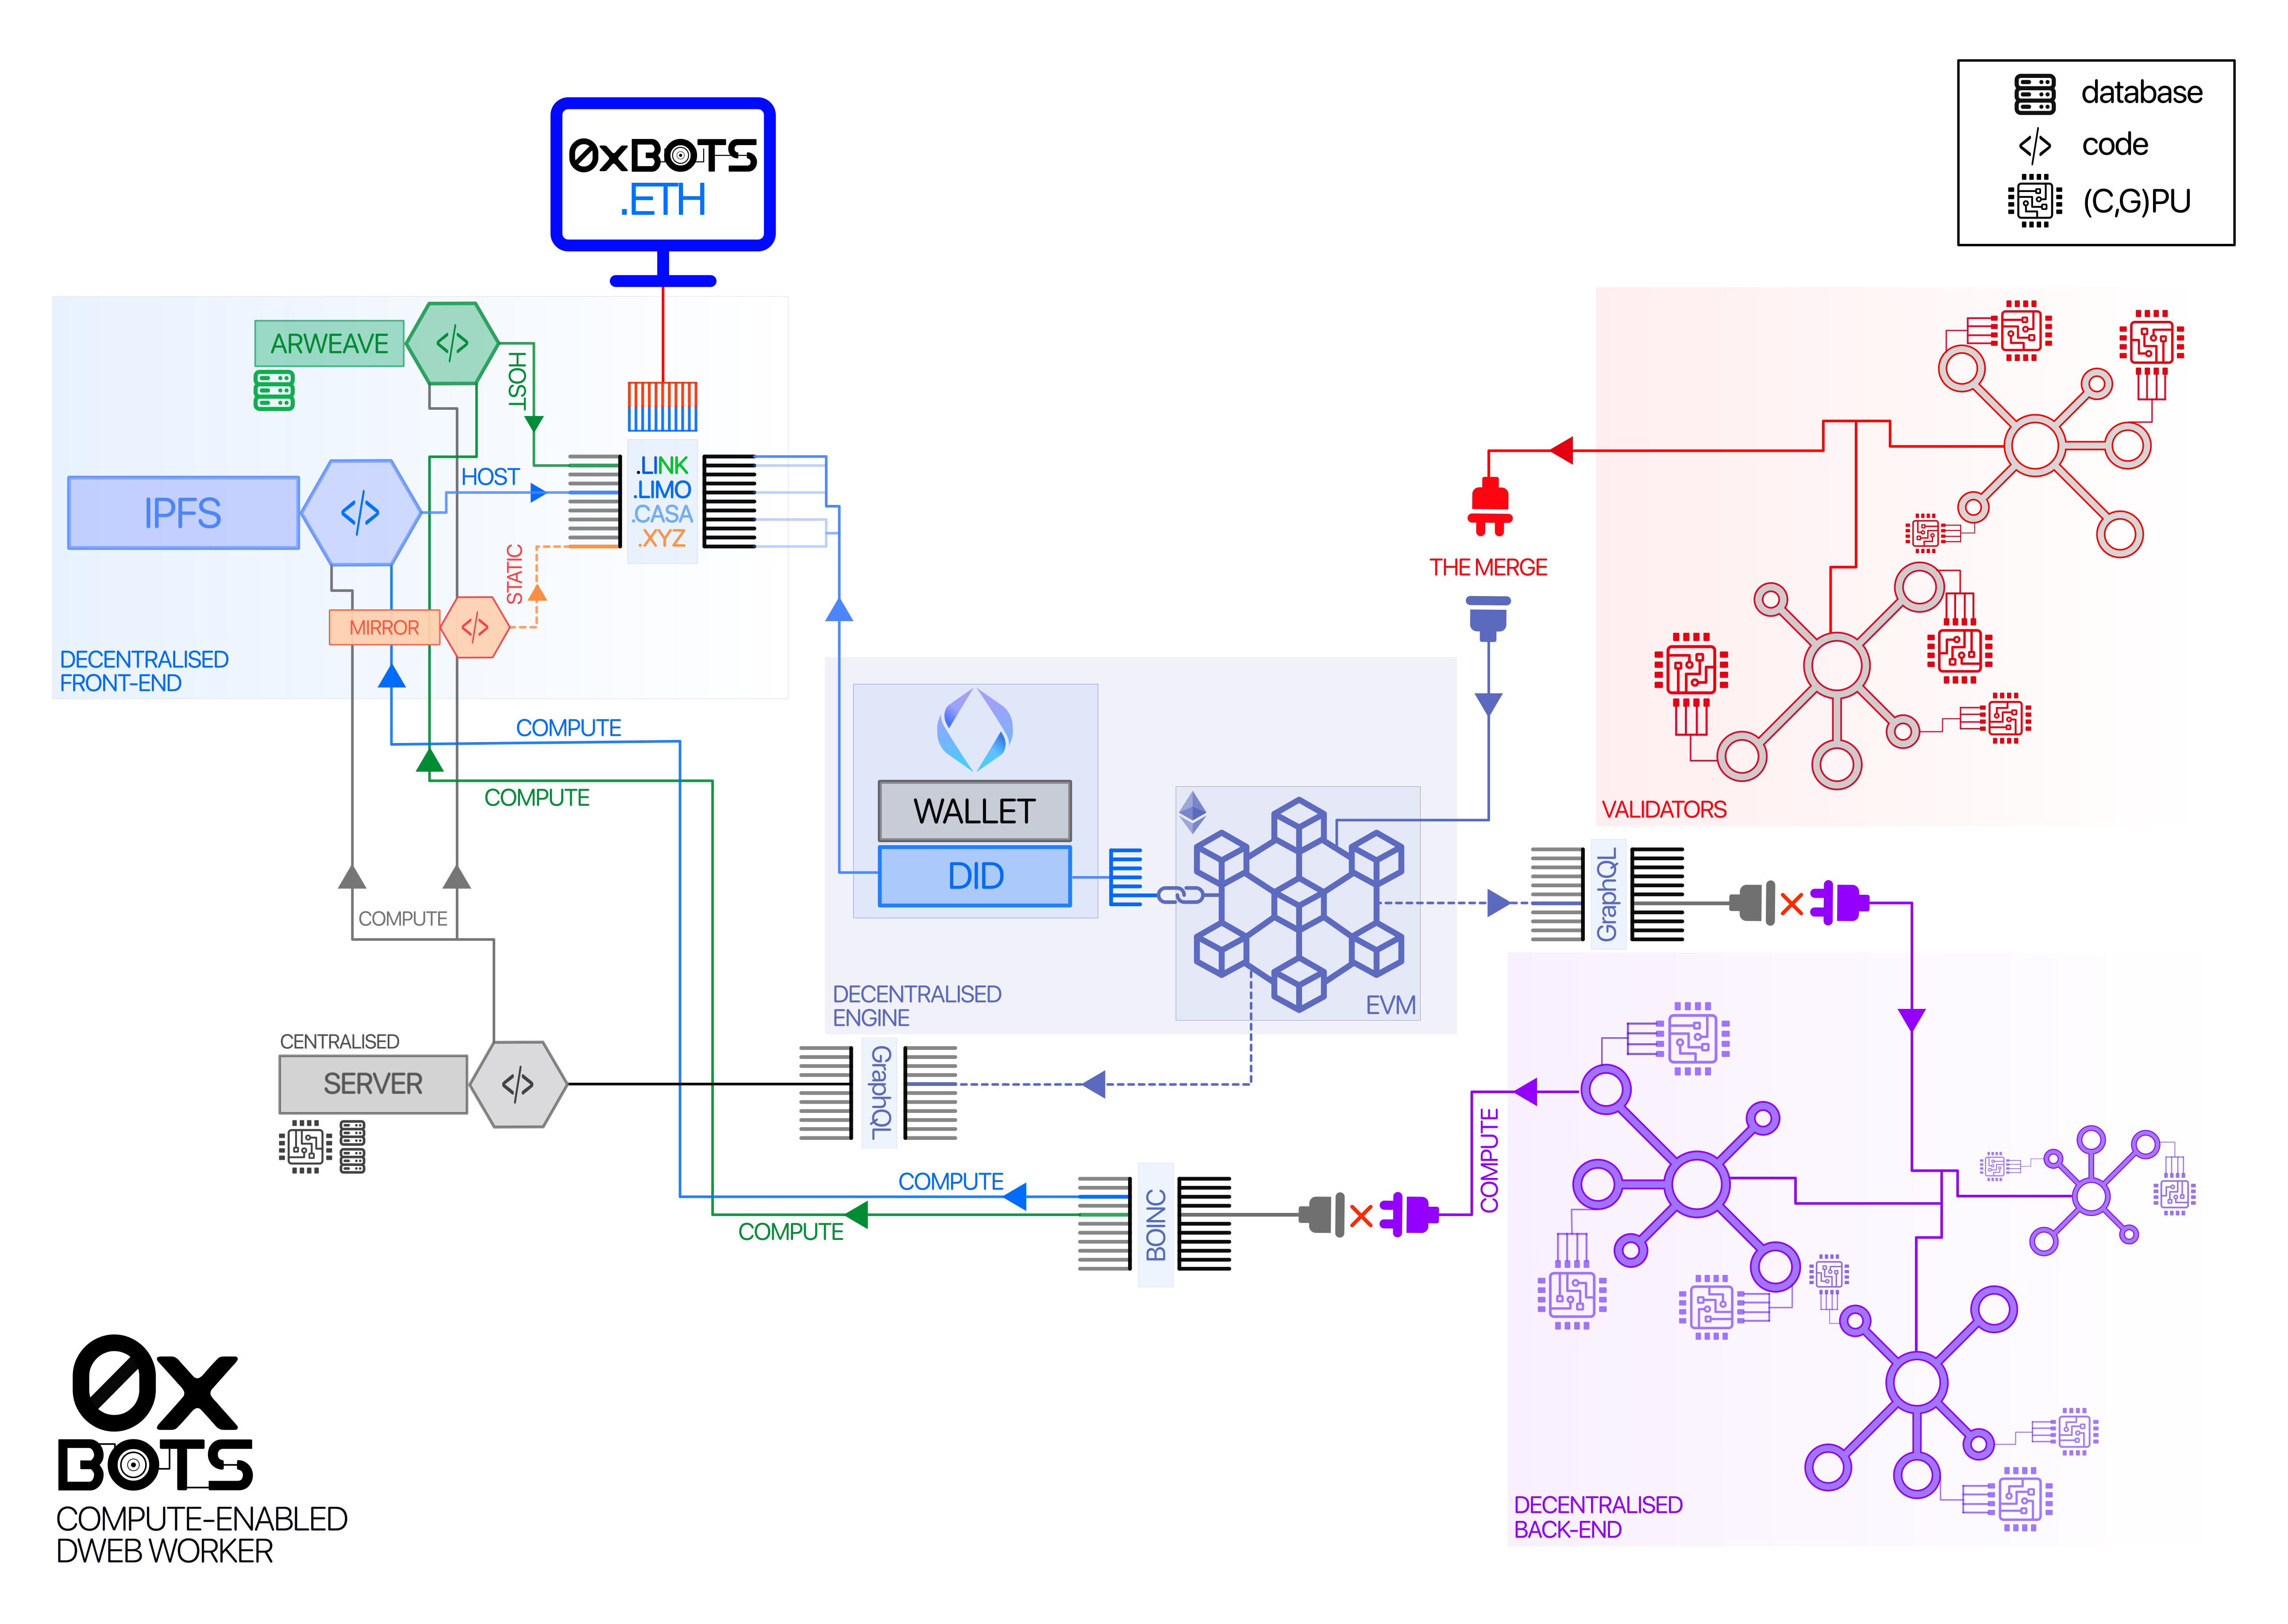 0xBOTS
.ETH
database
code
(C,G)PU
ARWEAVE
HOST
IPFS
HOST
.LINK
.LIMO
.CASA
.XYZ
STATIC
MIRROR
DECENTRALISED
FRONT-END
THE MERGE
VALIDATORS
COMPUTE
COMPUTE
COMPUTE
WALLET
DID
DECENTRALISED
ENGINE
EVM
GraphQL
GraphQL
CENTRALISED
SERVER
COMPUTE
COMPUTE
BOINC
COMPUTE
DECENTRALISED
BACK-END
0x
BOTS
COMPUTE-ENABLED
DWEB WORKER